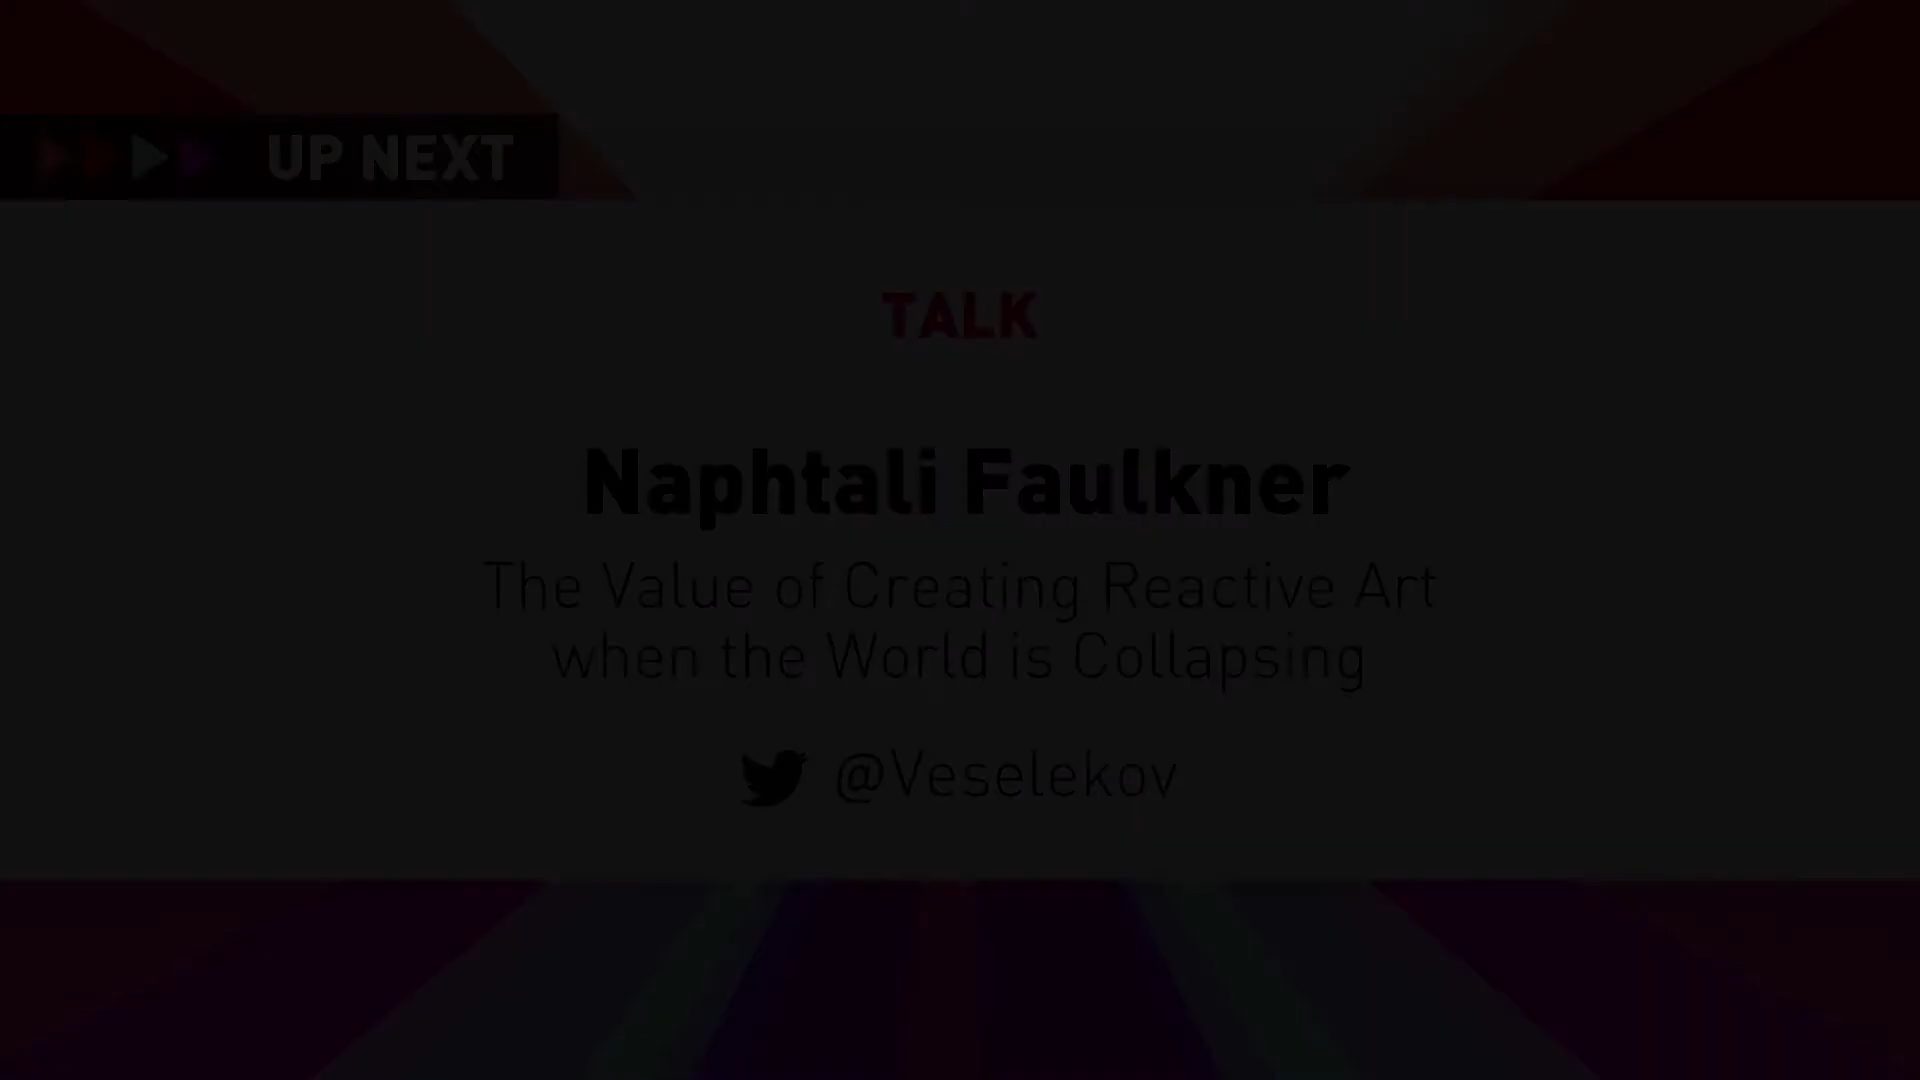 UP NEXT
TALK
Naphtali Faulkner
The Value of Creating Reactive Art
when the World is Collapsing
@Veselekov